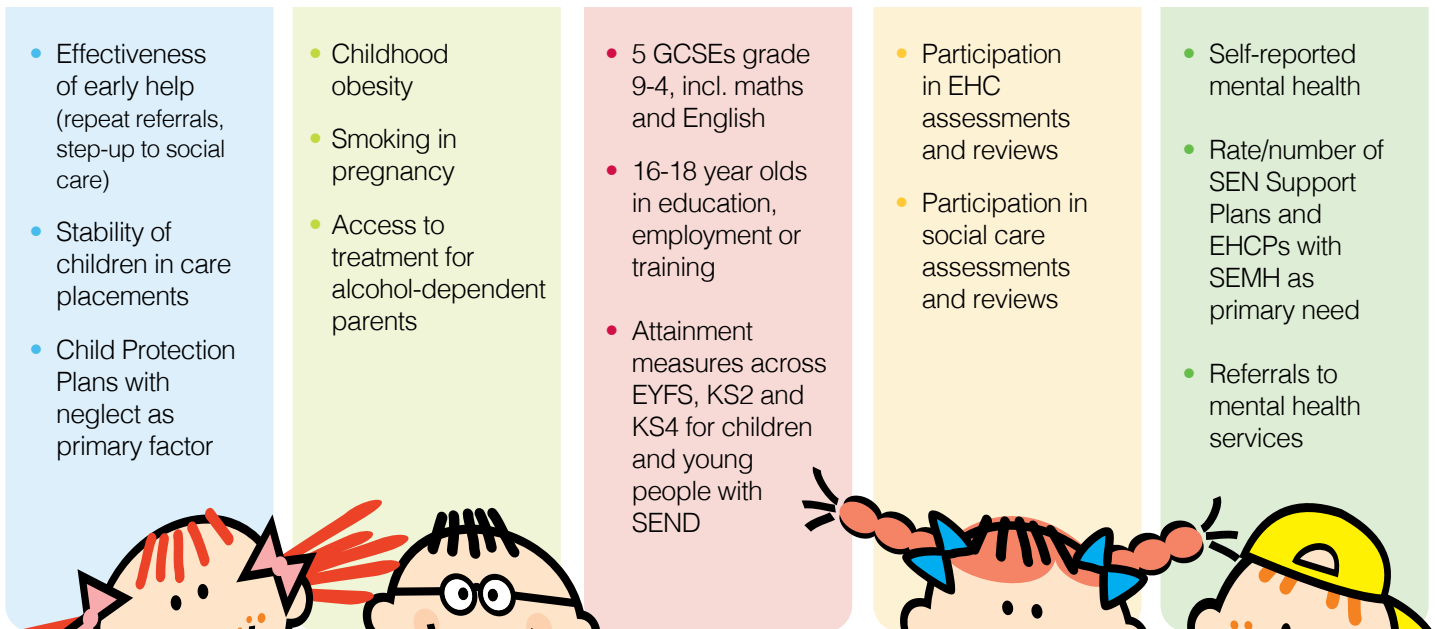 Effectiveness
of early help
(repeat referrals,
step-up to social
care)
Stability of
children in care
placements
Child Protection
Plans with
neglect as
primary factor
Childhood
obesity
Smoking in
pregnancy
Access to
treatment for
alcohol-dependent
parents
5 GCSEs grade
9-4, incl. maths
and English
16-18 year olds
in education,
employment or
training
Attainment
measures across
EYFS, KS2 and
KS4 for children
and young
people with
SEND
Participation
in EHC
assessments
and reviews
Participation in
social care
assessments
and reviews
Self-reported
mental health
Rate/number of
SEN Support
Plans and
EHCPs with
SEMH as
primary need
Referrals to
mental health
services